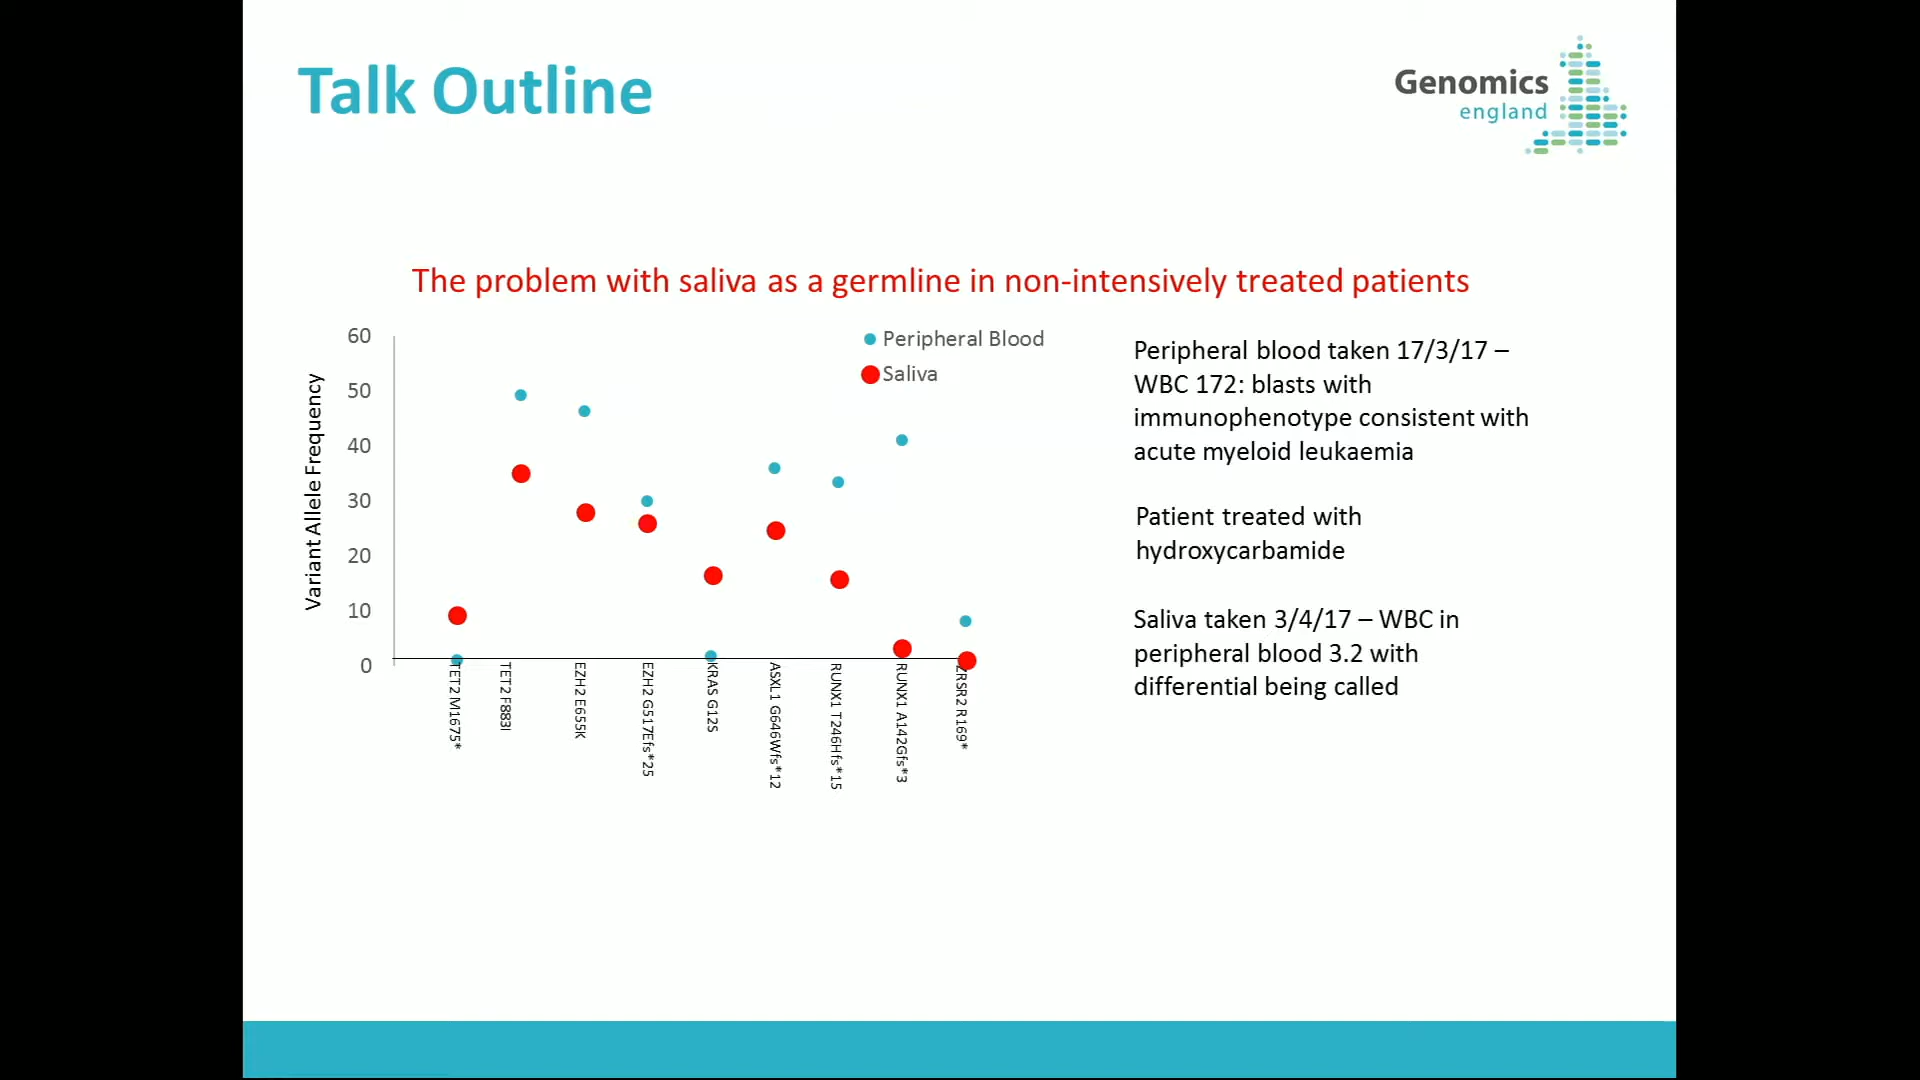 Talk Outline
Genomics
england
The problem with saliva as a germline in non-intensively treated patients
Variant Allele Frequency
60
50
40
30
20
10
0
Peripheral Blood
Saliva
TET2 M1675*
TET2 F883I
EZH2 E655K
EZH2 G517Efs*25
KRAS G12S
ASXL1 G646Wfs*12
RUNX1 T246Hfs*15
RUNX1 A142Gfs*3
ZRSR2 R169*
Peripheral blood taken 17/3/17 –
WBC 172: blasts with
immunophenotype consistent with
acute myeloid leukaemia
Patient treated with
hydroxycarbamide
Saliva taken 3/4/17 – WBC in
peripheral blood 3.2 with
differential being called